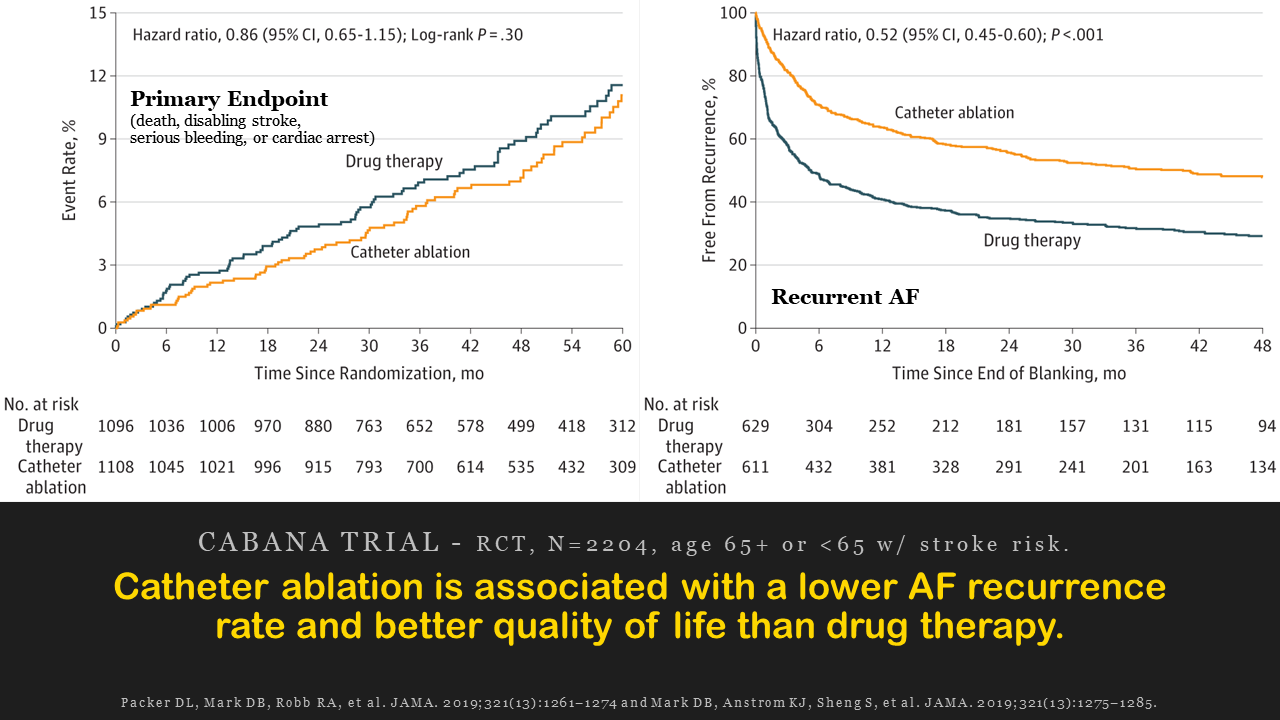 15
12
9
6
3
0
Event Rate, %
Hazard ratio, 0.86 (95% CI, 0.65-1.15); Log-rank P = .30
Primary Endpoint
(death, disabling stroke,
serious bleeding, or cardiac arrest)
Drug therapy
Catheter ablation
0 6 12 18 24 30 36 42 48 54 60
Time Since Randomization, mo
No. at risk
Drug therapy 1096 1036 1006 970 880 763 652 578 499 418 312
Catheter ablation 1108 1045 1021 996 915 793 700 614 535 432 309
100
80
60
40
20
0
Free From Recurrence, %
Hazard ratio, 0.52 (95% CI, 0.45-0.60); P <.001
Catheter ablation
Drug therapy
Recurrent AF
0 6 12 18 24 30 36 42 48
Time Since End of Blanking, mo
No. at risk
Drug therapy 629 304 252 212 181 157 131 115 94
Catheter ablation 611 432 381 328 291 241 201 163 134
CABANA TRIAL - RCT, N=2204, age 65+ or <65 w/ stroke risk.
Catheter ablation is associated with a lower AF recurrence
rate and better quality of life than drug therapy.
Packer DL, Mark DB, Robb RA, et al. JAMA. 2019;321(13):1261–1274 and Mark DB, Anstrom KJ, Sheng S, et al. JAMA. 2019;321(13):1275–1285.